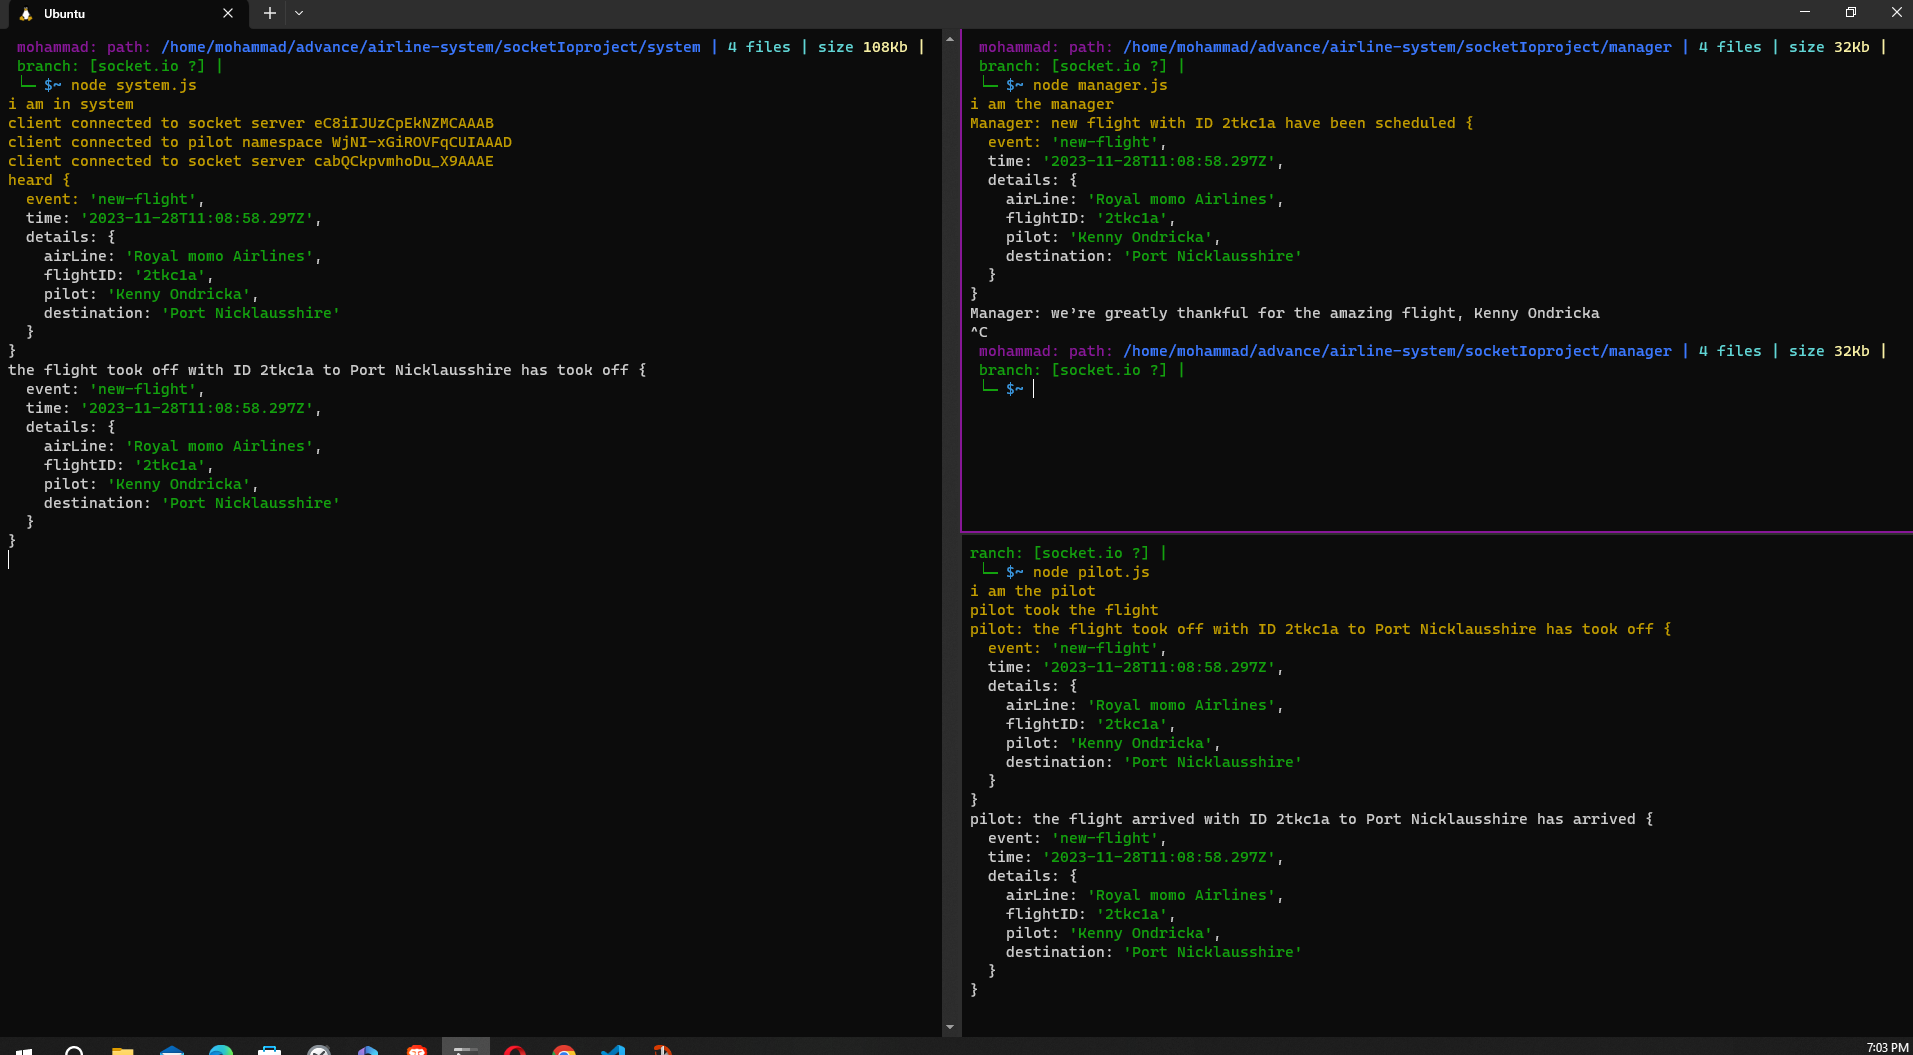 Ubuntu
mohammad: path: /home/mohammad/advance/airline-system/socketIoproject/system | 4 files | size 108Kb |
branch: [socket.io ?] |
└─ $~ node system.js
i am in system
client connected to socket server eC8iIJUzCpEkNZMCAAAB
client connected to pilot namespace WjNI-xGiROVFqCUIAAAD
client connected to socket server cabQCkpvmhoDu_X9AAAE
heard {
  event: 'new-flight',
  time: '2023-11-28T11:08:58.297Z',
  details: {
    airLine: 'Royal momo Airlines',
    flightID: '2tkc1a',
    pilot: 'Kenny Ondricka',
    destination: 'Port Nicklausshire'
  }
}
the flight took off with ID 2tkc1a to Port Nicklausshire has took off {
  event: 'new-flight',
  time: '2023-11-28T11:08:58.297Z',
  details: {
    airLine: 'Royal momo Airlines',
    flightID: '2tkc1a',
    pilot: 'Kenny Ondricka',
    destination: 'Port Nicklausshire'
  }
}
mohammad: path: /home/mohammad/advance/airline-system/socketIoproject/manager | 4 files | size 32Kb |
branch: [socket.io ?] |
└─ $~ node manager.js
i am the manager
Manager: new flight with ID 2tkc1a have been scheduled {
  event: 'new-flight',
  time: '2023-11-28T11:08:58.297Z',
  details: {
    airLine: 'Royal momo Airlines',
    flightID: '2tkc1a',
    pilot: 'Kenny Ondricka',
    destination: 'Port Nicklausshire'
  }
}
Manager: we’re greatly thankful for the amazing flight, Kenny Ondricka
^C
mohammad: path: /home/mohammad/advance/airline-system/socketIoproject/manager | 4 files | size 32Kb |
branch: [socket.io ?] |
└─ $~
ranch: [socket.io ?] |
└─ $~ node pilot.js
i am the pilot
pilot took the flight
pilot: the flight took off with ID 2tkc1a to Port Nicklausshire has took off {
  event: 'new-flight',
  time: '2023-11-28T11:08:58.297Z',
  details: {
    airLine: 'Royal momo Airlines',
    flightID: '2tkc1a',
    pilot: 'Kenny Ondricka',
    destination: 'Port Nicklausshire'
  }
}
pilot: the flight arrived with ID 2tkc1a to Port Nicklausshire has arrived {
  event: 'new-flight',
  time: '2023-11-28T11:08:58.297Z',
  details: {
    airLine: 'Royal momo Airlines',
    flightID: '2tkc1a',
    pilot: 'Kenny Ondricka',
    destination: 'Port Nicklausshire'
  }
}
7:03 PM